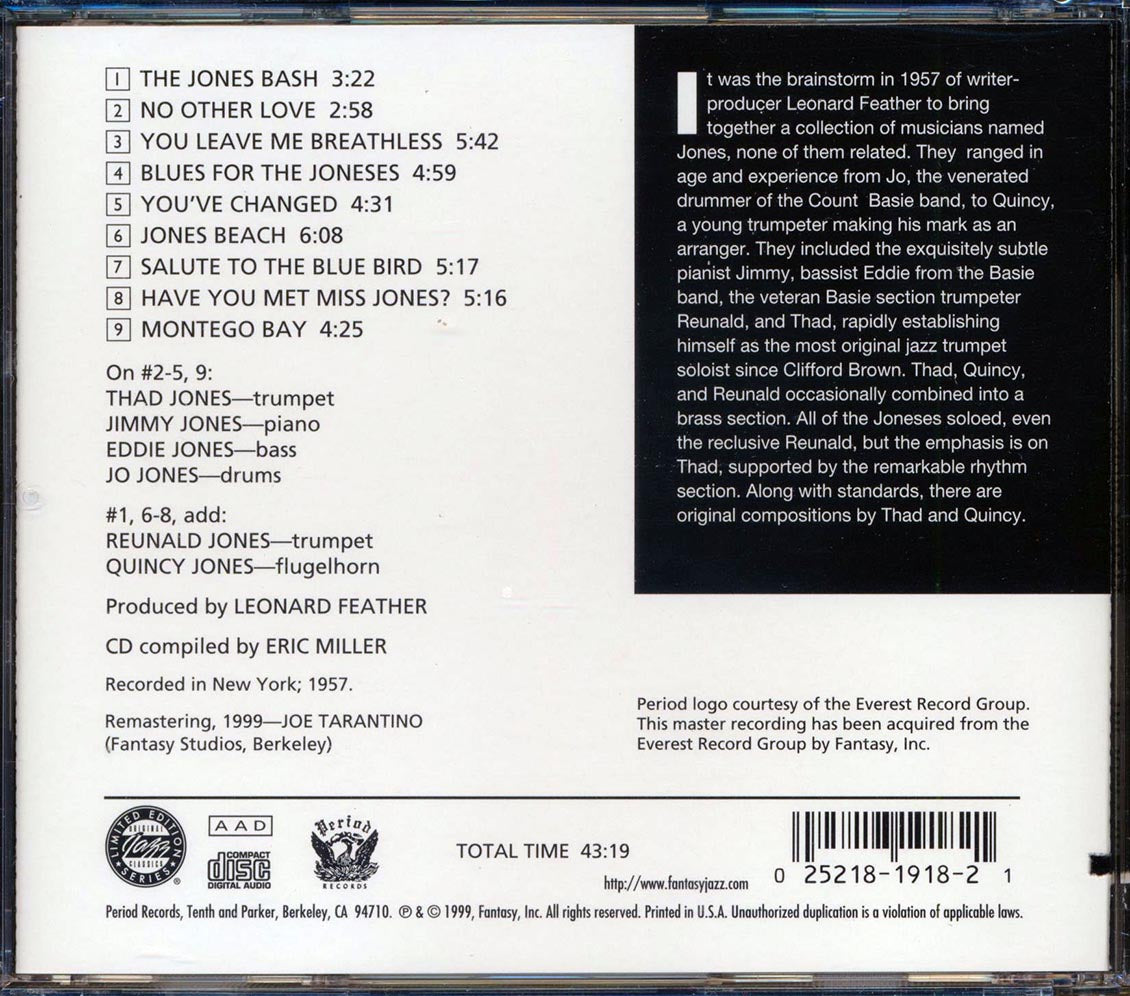 1 THE JONES BASH 3:22
2 NO OTHER LOVE 2:58
3 YOU LEAVE ME BREATHLESS 5:42
4 BLUES FOR THE JONESES 4:59
5 YOU'VE CHANGED 4:31
6 JONES BEACH 6:08
7 SALUTE TO THE BLUE BIRD 5:17
8 HAVE YOU MET MISS JONES? 5:16
9 MONTEGO BAY 4:25
On #2-5, 9:
THAD JONES—trumpet
JIMMY JONES—piano
EDDIE JONES—bass
JO JONES—drums
#1, 6-8, add:
REUNALD JONES—trumpet
QUINCY JONES—flugelhorn
Produced by LEONARD FEATHER
CD compiled by ERIC MILLER
Recorded in New York; 1957.
Remastering, 1999—JOE TARANTINO
(Fantasy Studios, Berkeley)
It was the brainstorm in 1957 of writer-
producer Leonard Feather to bring
together a collection of musicians named
Jones, none of them related. They ranged in
age and experience from Jo, the venerated
drummer of the Count Basie band, to Quincy,
a young trumpeter making his mark as an
arranger. They included the exquisitely subtle
pianist Jimmy, bassist Eddie from the Basie
band, the veteran Basie section trumpeter
Reunald, and Thad, rapidly establishing
himself as the most original jazz trumpet
soloist since Clifford Brown. Thad, Quincy,
and Reunald occasionally combined into a
brass section. All of the Joneses soloed, even
the reclusive Reunald, but the emphasis is on
Thad, supported by the remarkable rhythm
section. Along with standards, there are
original compositions by Thad and Quincy.
Period logo courtesy of the Everest Record Group.
This master recording has been acquired from the
Everest Record Group by Fantasy, Inc.
LIMITED EDITION
ORIGINAL
Jazz
CLASSICS
SERIES
®
AAD
COMPACT
disc
DIGITAL AUDIO
Period
RECORDS
TOTAL TIME 43:19
http://www.fantasyjazz.com
0 25218-1918-2 1
Period Records, Tenth and Parker, Berkeley, CA 94710. ℗ & © 1999, Fantasy, Inc. All rights reserved. Printed in U.S.A. Unauthorized duplication is a violation of applicable laws.